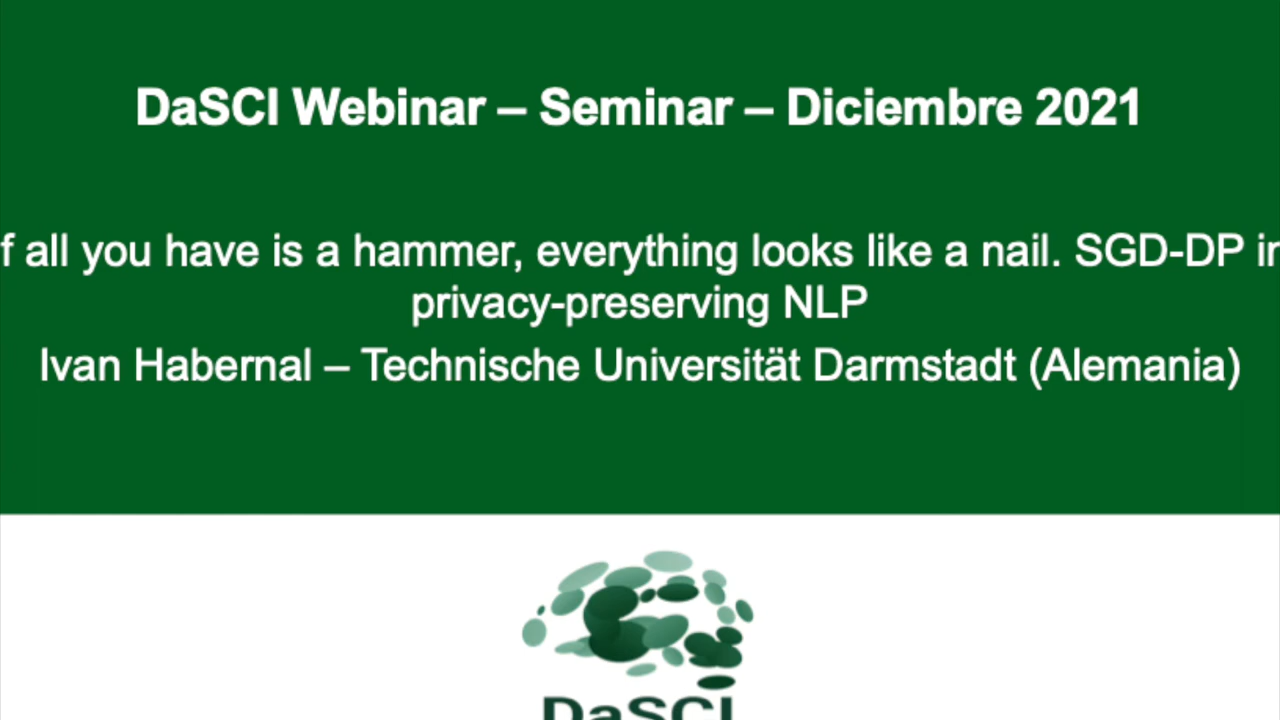 DaSCI Webinar – Seminar – Diciembre 2021
f all you have is a hammer, everything looks like a nail. SGD-DP in
privacy-preserving NLP
Ivan Habernal – Technische Universität Darmstadt (Alemania)
DaSCI